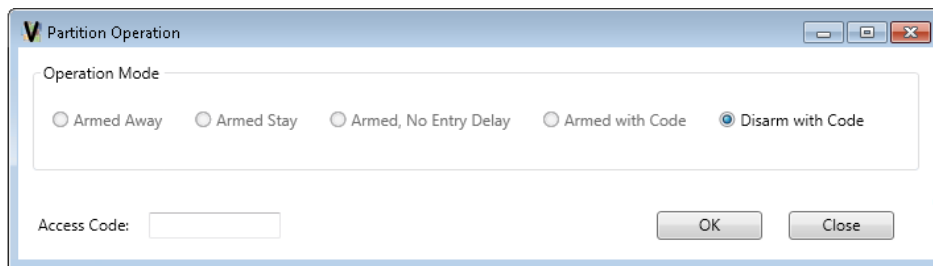 Partition Operation
Operation Mode
Armed Away Armed Stay Armed, No Entry Delay Armed with Code Disarm with Code
Access Code: OK Close